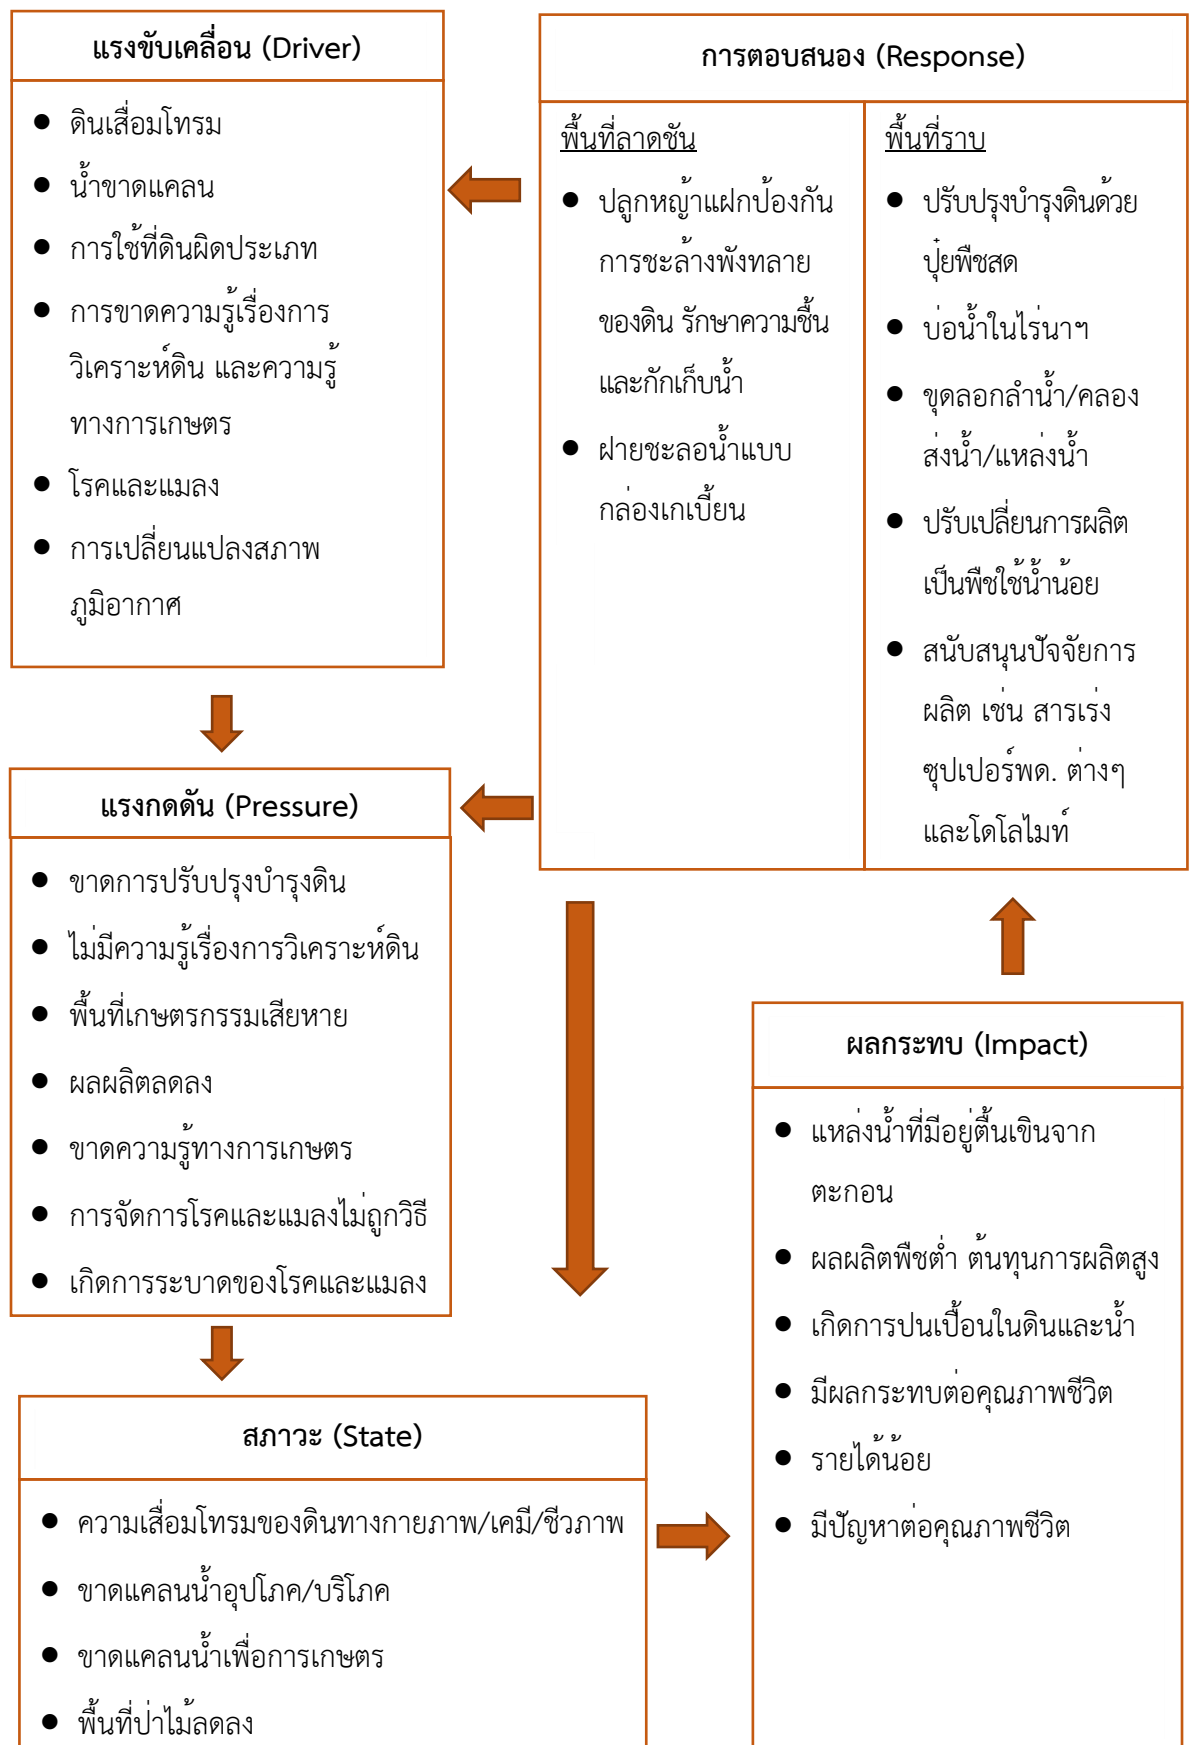 แรงขับเคลื่อน (Driver)
● ดินเสื่อมโทรม
● น้ำขาดแคลน
● การใช้ที่ดินผิดประเภท
● การขาดความรู้เรื่องการ
วิเคราะห์ดิน และความรู้
ทางการเกษตร
● โรคและแมลง
● การเปลี่ยนแปลงสภาพ
ภูมิอากาศ
การตอบสนอง (Response)
พื้นที่ลาดชัน
● ปลูกหญ้าแฝกป้องกัน
การชะล้างพังทลาย
ของดิน รักษาความชื้น
และกักเก็บน้ำ
● ฝายชะลอน้ำแบบ
กล่องเกเบี้ยน
พื้นที่ราบ
● ปรับปรุงบำรุงดินด้วย
ปุ๋ยพืชสด
● บ่อน้ำในไร่นาฯ
● ขุดลอกลำน้ำ/คลอง
ส่งน้ำ/แหล่งน้ำ
● ปรับเปลี่ยนการผลิต
เป็นพืชใช้น้ำน้อย
● สนับสนุนปัจจัยการ
ผลิต เช่น สารเร่ง
ซุปเปอร์พด. ต่างๆ
และโดโลไมท์
แรงกดดัน (Pressure)
● ขาดการปรับปรุงบำรุงดิน
● ไม่มีความรู้เรื่องการวิเคราะห์ดิน
● พื้นที่เกษตรกรรมเสียหาย
● ผลผลิตลดลง
● ขาดความรู้ทางการเกษตร
● การจัดการโรคและแมลงไม่ถูกวิธี
● เกิดการระบาดของโรคและแมลง
สภาวะ (State)
● ความเสื่อมโทรมของดินทางกายภาพ/เคมี/ชีวภาพ
● ขาดแคลนน้ำอุปโภค/บริโภค
● ขาดแคลนน้ำเพื่อการเกษตร
● พื้นที่ป่าไม้ลดลง
ผลกระทบ (Impact)
● แหล่งน้ำที่มีอยู่ตื้นเขินจาก
ตะกอน
● ผลผลิตพืชต่ำ ต้นทุนการผลิตสูง
● เกิดการปนเปื้อนในดินและน้ำ
● มีผลกระทบต่อคุณภาพชีวิต
● รายได้น้อย
● มีปัญหาต่อคุณภาพชีวิต